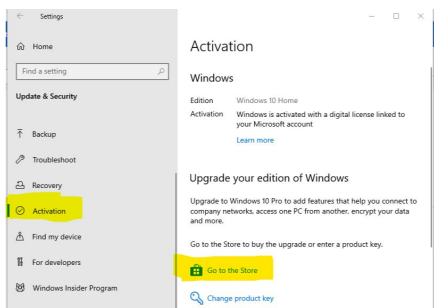 Settings
Home
Find a setting
Update & Security
Backup
Troubleshoot
Recovery
Activation
Find my device
For developers
Windows Insider Program
Activation
Windows
Edition Windows 10 Home
Activation Windows is activated with a digital license linked to
your Microsoft account
Learn more
Upgrade your edition of Windows
Upgrade to Windows 10 Pro to add features that help you connect to
company networks, access one PC from another, encrypt your data
and more.
Go to the Store to buy the upgrade or enter a product key.
Go to the Store
Change product key